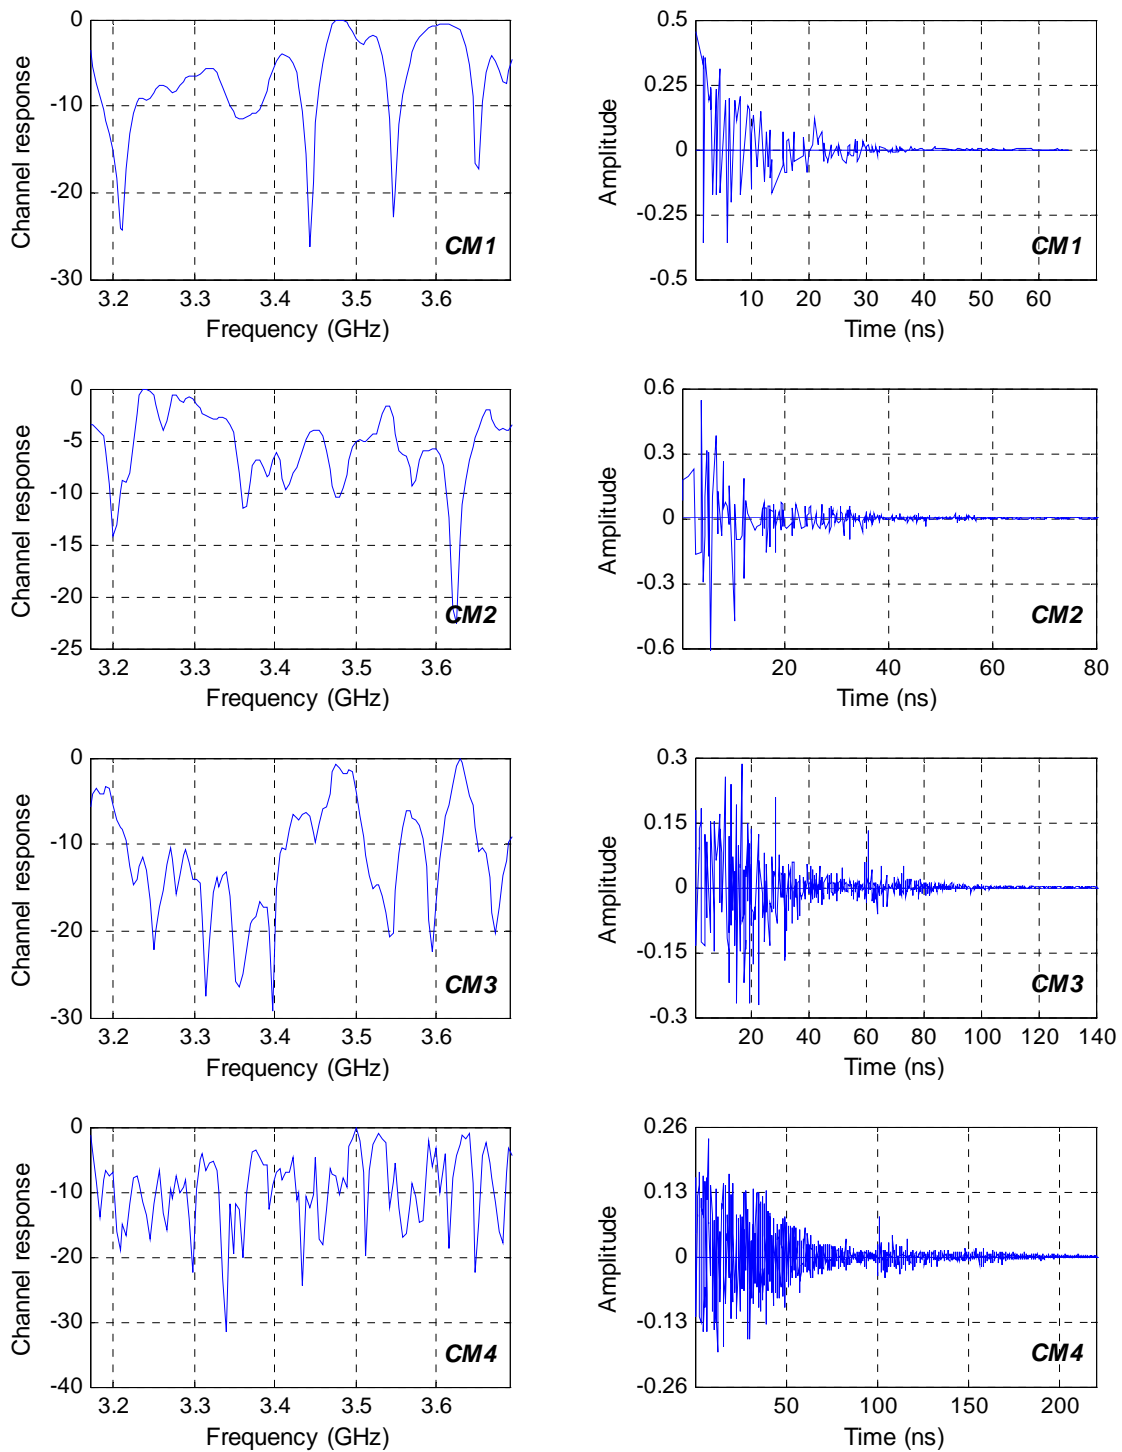 0
-10
-20
-30
3.2 3.3 3.4 3.5 3.6
Channel response
Frequency (GHz)
CM1
0.5
0.25
0
-0.25
-0.5
10 20 30 40 50 60
Amplitude
Time (ns)
CM1
0
-5
-10
-15
-20
-25
3.2 3.3 3.4 3.5 3.6
Channel response
Frequency (GHz)
CM2
0.6
0.3
0
-0.3
-0.6
20 40 60 80
Amplitude
Time (ns)
CM2
0
-10
-20
-30
3.2 3.3 3.4 3.5 3.6
Channel response
Frequency (GHz)
CM3
0.3
0.15
0
-0.15
-0.3
20 40 60 80 100 120 140
Amplitude
Time (ns)
CM3
0
-10
-20
-30
-40
3.2 3.3 3.4 3.5 3.6
Channel response
Frequency (GHz)
CM4
0.26
0.13
0
-0.13
-0.26
50 100 150 200
Amplitude
Time (ns)
CM4